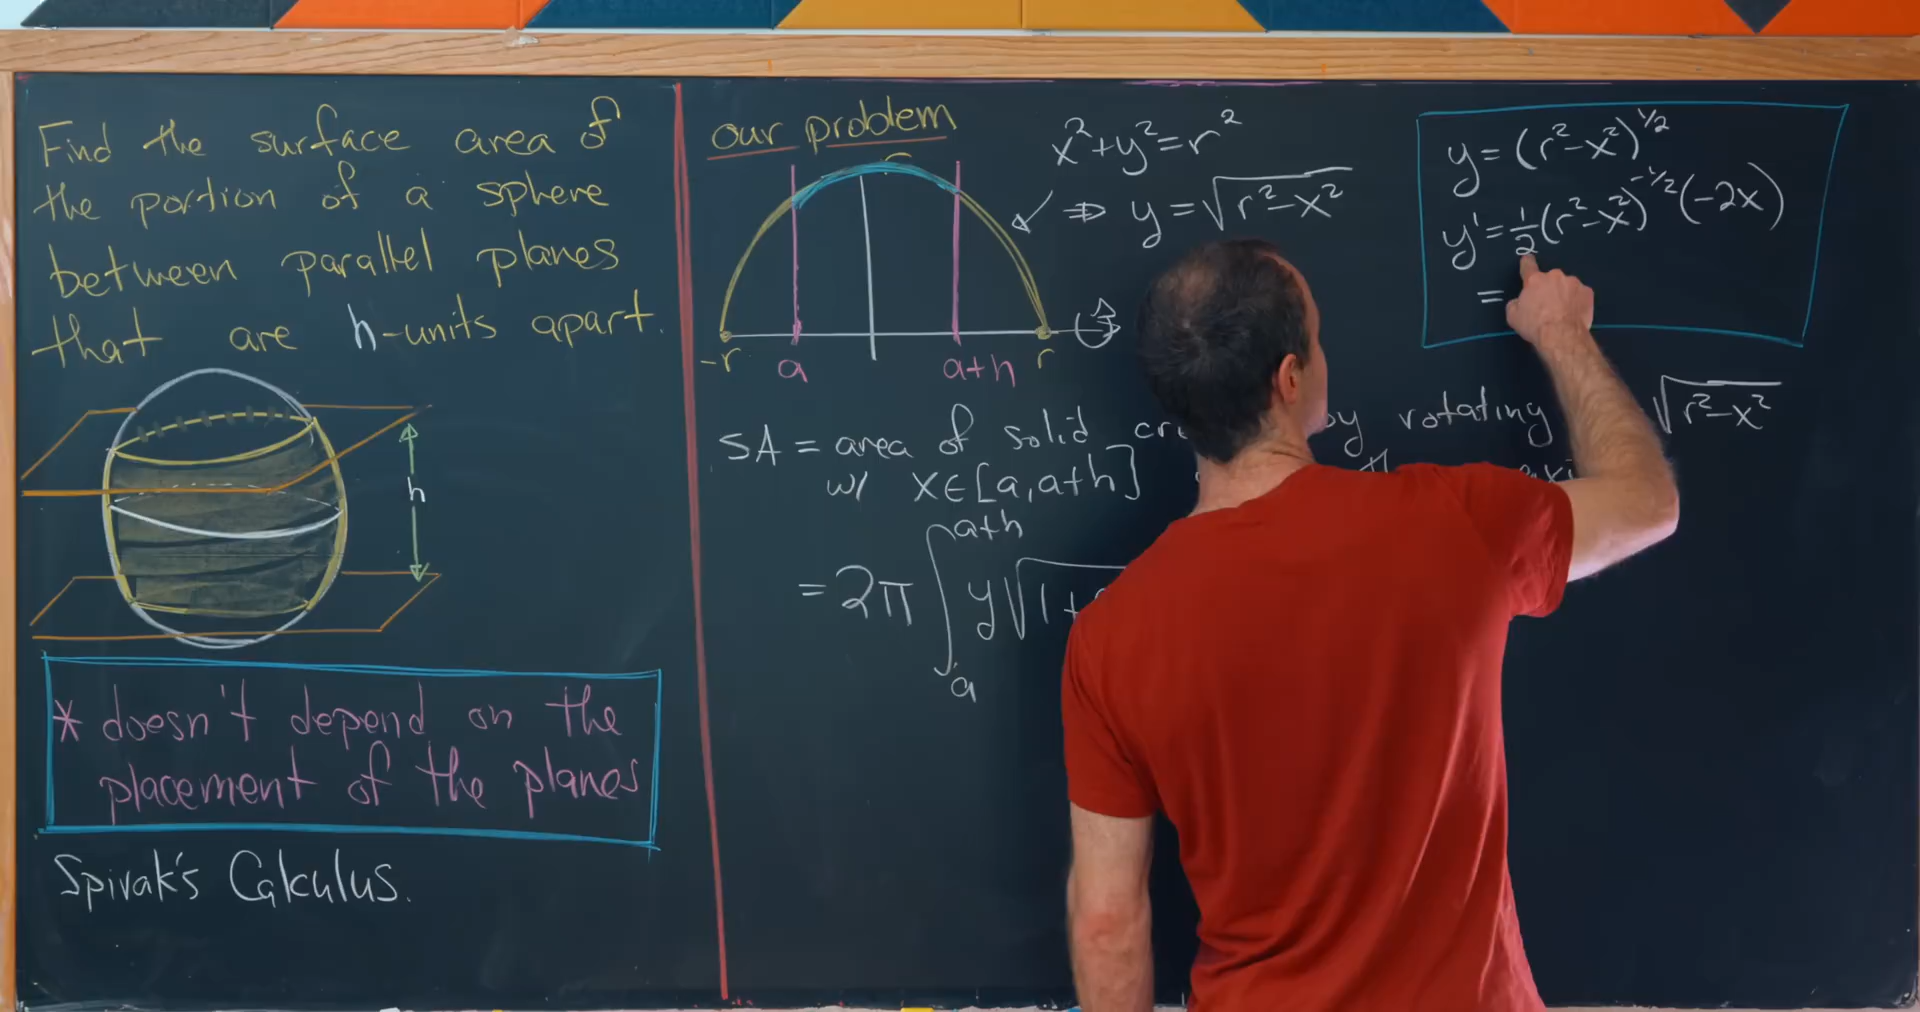 Find the surface area of
the portion of a sphere
between parallel planes
that are h-units apart.
h
* doesn't depend on the
placement of the planes
Spivak's Calculus.
our problem
-r a a+h r
x²+y²=r²
⇒ y=√(r²-x²)
y=(r²-x²)^1/2
y'=1/2(r²-x²)^-1/2(-2x)
=
SA = area of solid by rotating √(r²-x²)
w/ x∈[a,a+h]
=2π∫_a^a+h y√1+